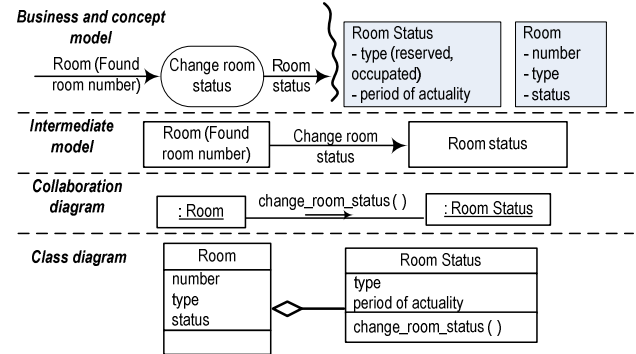 Business and concept
model
Room (Found
room number)
Change room
status
Room
status
Room Status
- type (reserved,
occupated)
- period of actuality
Room
- number
- type
- status
Intermediate
model
Room (Found
room number)
Change room
status
Room status
Collaboration
diagram
: Room
change_room_status ( )
: Room Status
Class diagram
Room
number
type
status
Room Status
type
period of actuality
change_room_status ( )